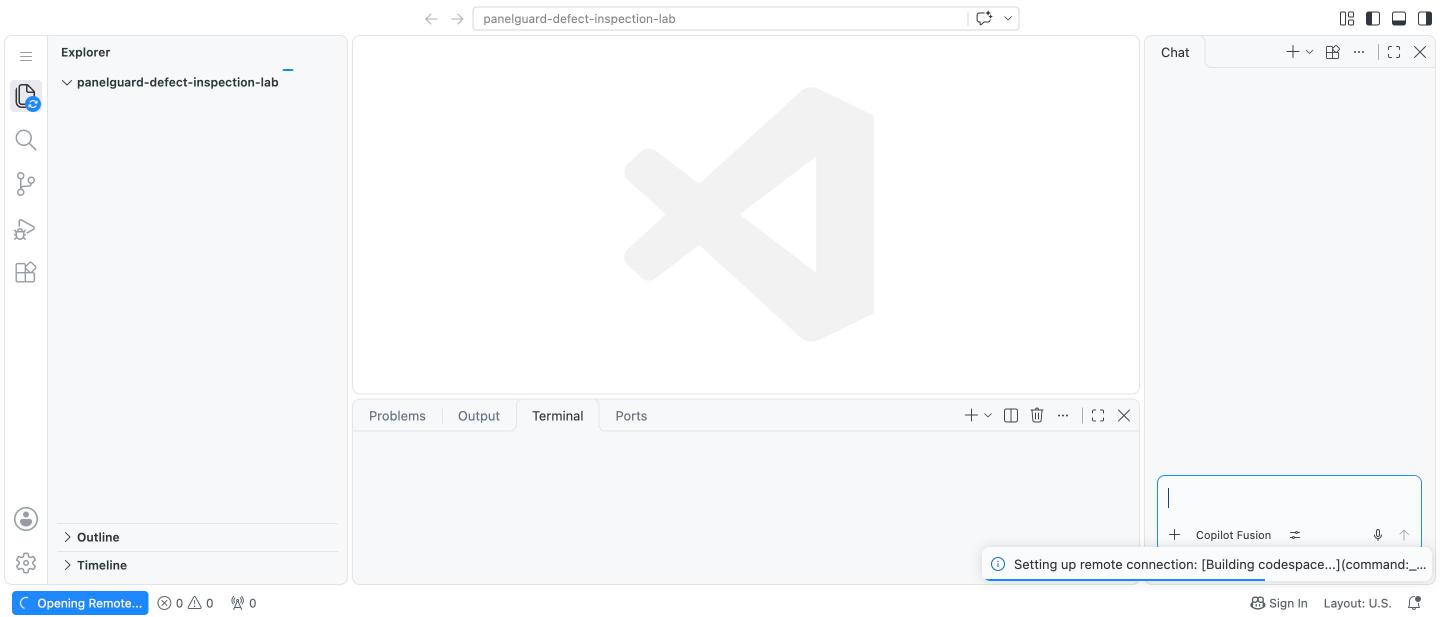 panelguard-defect-inspection-lab
Explorer
panelguard-defect-inspection-lab
Outline
Timeline
Problems
Output
Terminal
Ports
Chat
Copilot Fusion
Setting up remote connection: [Building codespace...](command:_...
Opening Remote...
0
0
0
Sign In
Layout: U.S.